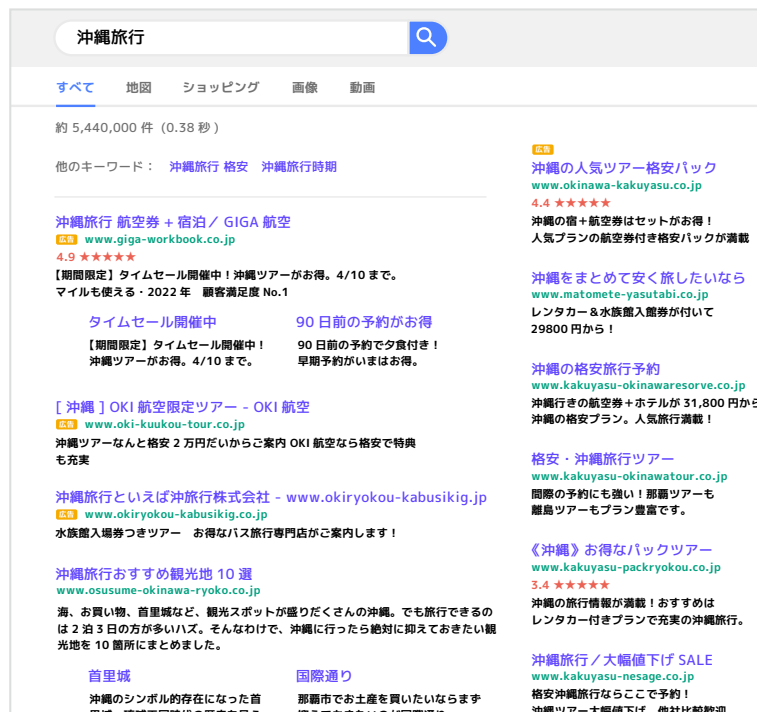 沖縄旅行
すべて 地図 ショッピング 画像 動画
約 5,440,000 件 (0.38 秒 )
他のキーワード： 沖縄旅行 格安 沖縄旅行時期
沖縄旅行 航空券 + 宿泊／ GIGA 航空
広告 www.giga-workbook.co.jp
4.9 ★★★★★
【期間限定】タイムセール開催中！沖縄ツアーがお得。4/10 まで。
マイルも使える・2022 年 顧客満足度 No.1
タイムセール開催中
【期間限定】タイムセール開催中！
沖縄ツアーがお得。4/10 まで。
90 日前の予約がお得
90 日前の予約で夕食付き！
早期予約がいまはお得。
[ 沖縄 ] OKI 航空限定ツアー - OKI 航空
広告 www.oki-kuukou-tour.co.jp
沖縄ツアーなんと格安 2 万円だいからご案内 OKI 航空なら格安で特典
も充実
沖縄旅行といえば沖旅行株式会社 - www.okiryokou-kabusikig.jp
広告 www.okiryokou-kabusikig.co.jp
水族館入場券つきツアー お得なバス旅行専門店がご案内します！
沖縄旅行おすすめ観光地 10 選
www.osusume-okinawa-ryoko.co.jp
海、お買い物、首里城など、観光スポットが盛りだくさんの沖縄。でも旅行できるの
は 2 泊 3 日の方が多いハズ。そんなわけで、沖縄に行ったら絶対に抑えておきたい観
光地を 10 箇所にまとめました。
首里城
沖縄のシンボル的存在になった首
国際通り
那覇市でお土産を買いたいならまず
広告
沖縄の人気ツアー格安パック
www.okinawa-kakuyasu.co.jp
4.4 ★★★★★
沖縄の宿＋航空券はセットがお得！
人気プランの航空券付き格安パックが満載
沖縄をまとめて安く旅したいなら
www.matomete-yasutabi.co.jp
レンタカー＆水族館入館券が付いて
29800 円から！
沖縄の格安旅行予約
www.kakuyasu-okinawaresorve.co.jp
沖縄行きの航空券＋ホテルが 31,800 円から
沖縄の格安プラン。人気旅行満載！
格安・沖縄旅行ツアー
www.kakuyasu-okinawatour.co.jp
間際の予約にも強い！那覇ツアーも
離島ツアーもプラン豊富です。
《沖縄》お得なパックツアー
www.kakuyasu-packryokou.co.jp
3.4 ★★★★★
沖縄の旅行情報が満載！おすすめは
レンタカー付きプランで充実の沖縄旅行。
沖縄旅行／大幅値下げ SALE
www.kakuyasu-nesage.co.jp
格安沖縄旅行ならここで予約！
沖縄ツアー大幅値下げ。他社比較歓迎